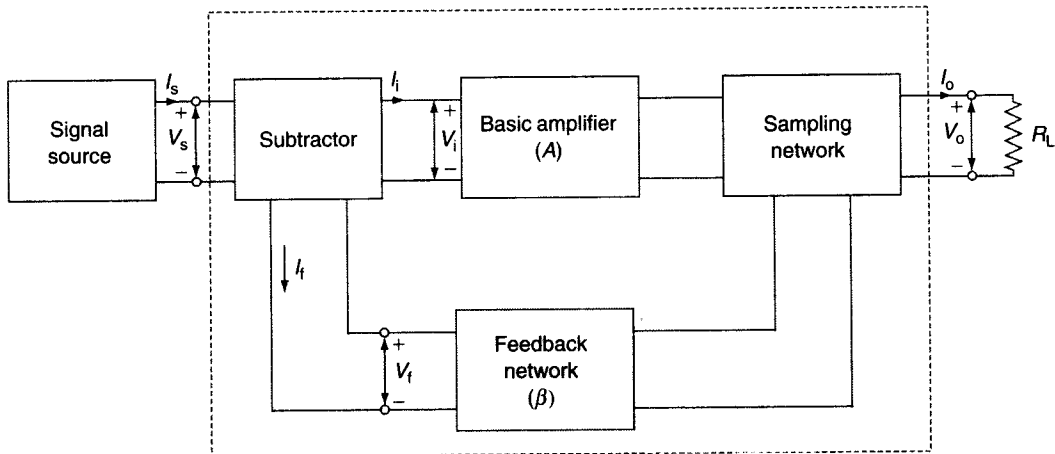 Signal
source
I_s
+
V_s
−
Subtractor
I_i
+
V_i
−
Basic amplifier
(A)
Sampling
network
I_o
+
V_o
−
R_L
I_f
+
V_f
−
Feedback
network
(β)